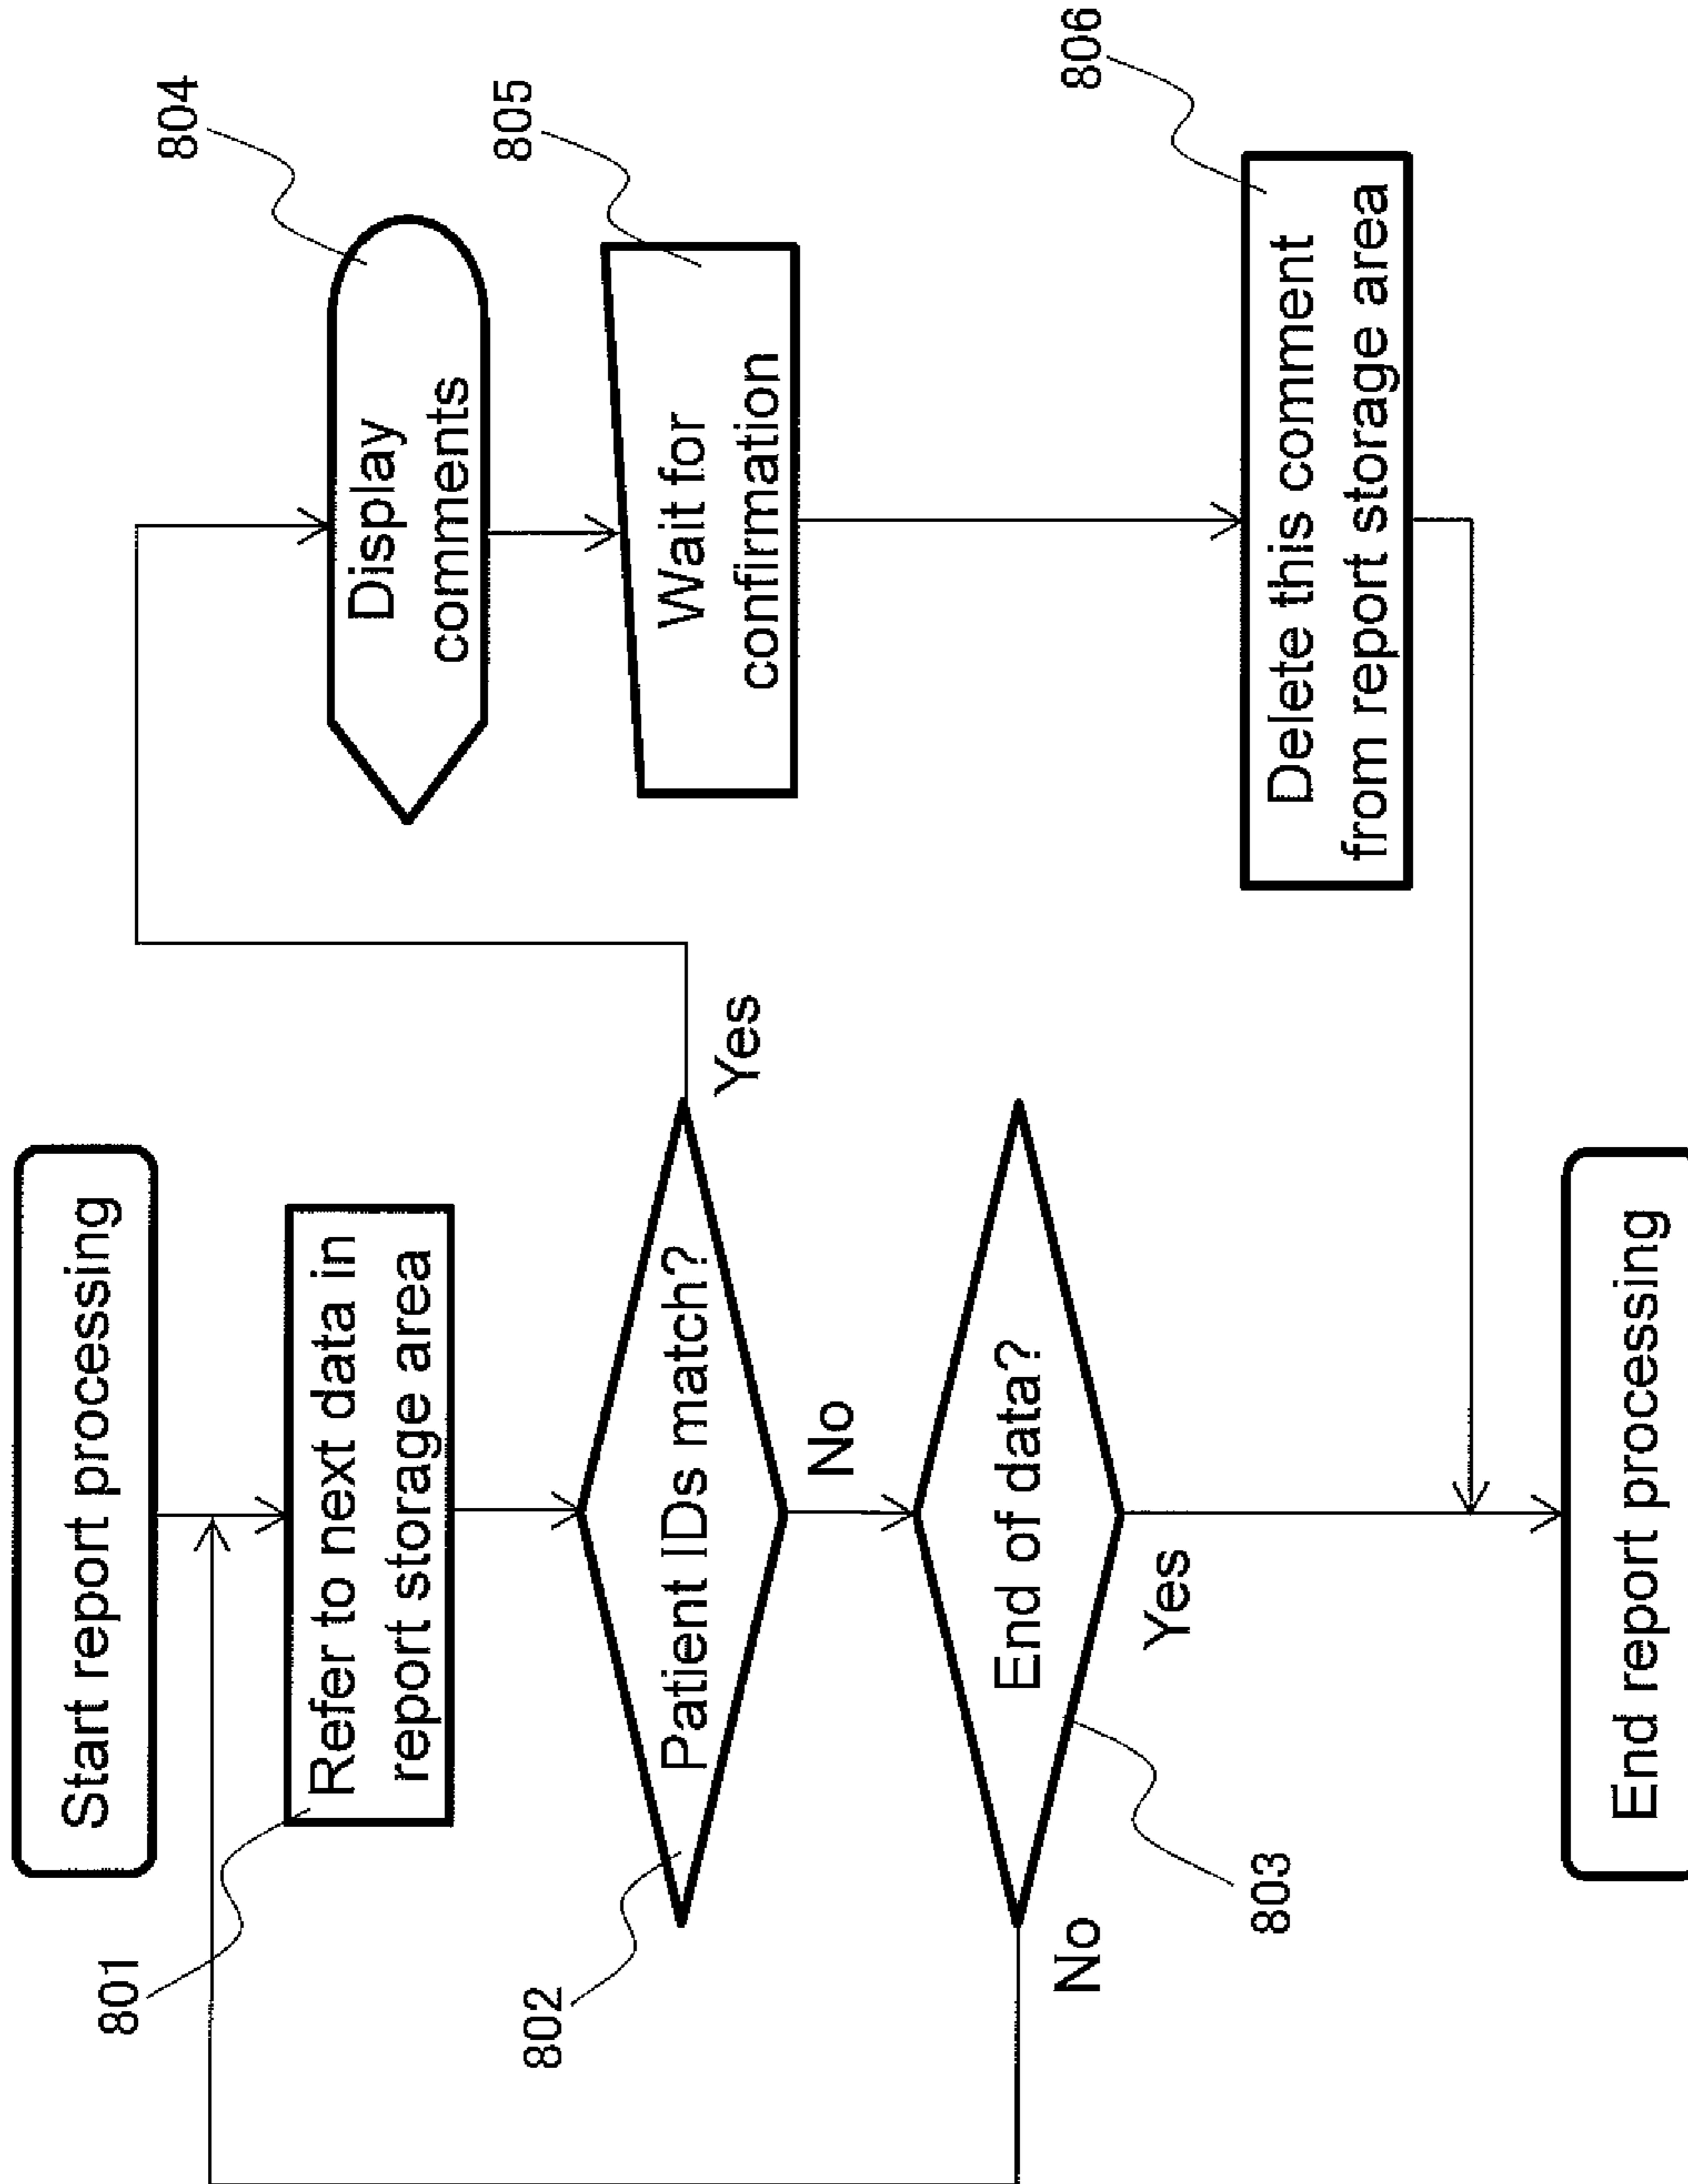 Start report processing
801
Refer to next data in
report storage area
802
Patient IDs match?
Yes
No
803
End of data?
No
Yes
804
Display
comments
805
Wait for
confirmation
806
Delete this comment
from report storage area
End report processing